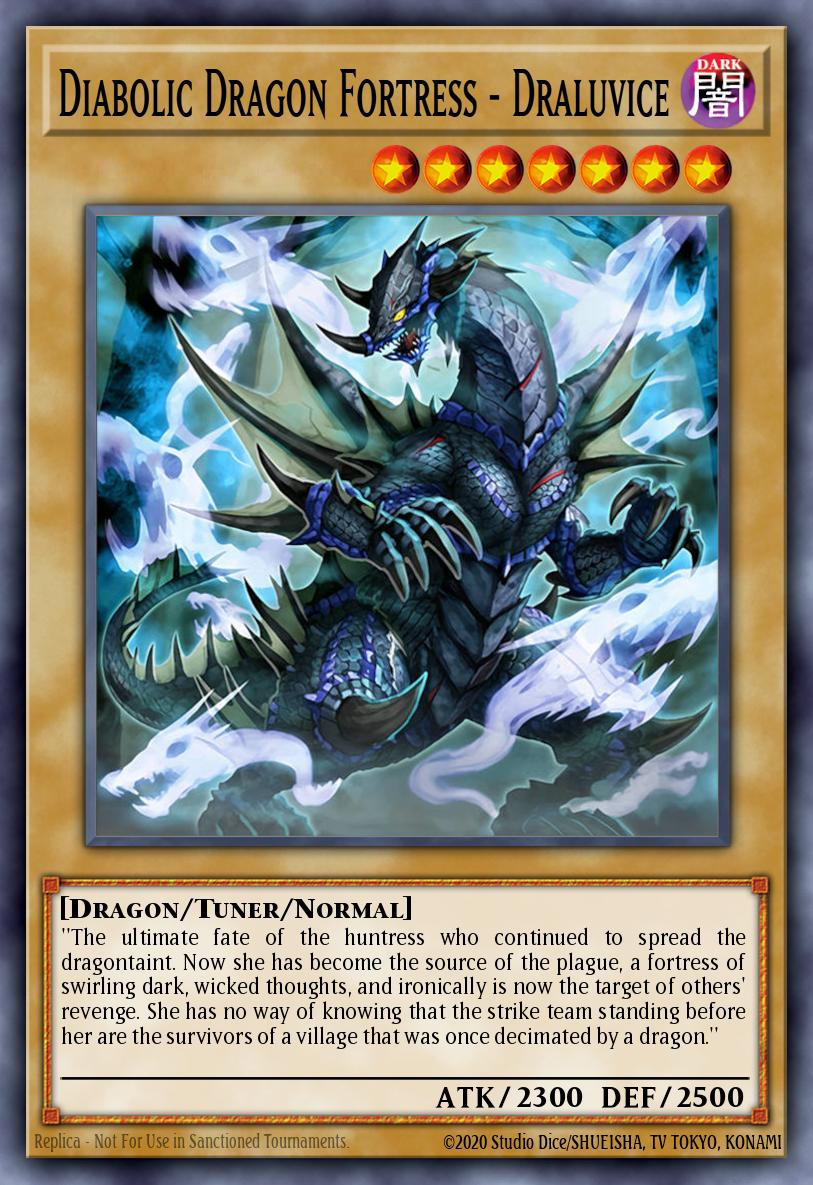 Diabolic Dragon Fortress - Draluvice
DARK
闇
[Dragon/Tuner/Normal]
''The ultimate fate of the huntress who continued to spread the
dragontaint. Now she has become the source of the plague, a fortress of
swirling dark, wicked thoughts, and ironically is now the target of others'
revenge. She has no way of knowing that the strike team standing before
her are the survivors of a village that was once decimated by a dragon.''
ATK/2300 DEF/2500
Replica - Not For Use in Sanctioned Tournaments.
©2020 Studio Dice/SHUEISHA, TV TOKYO, KONAMI